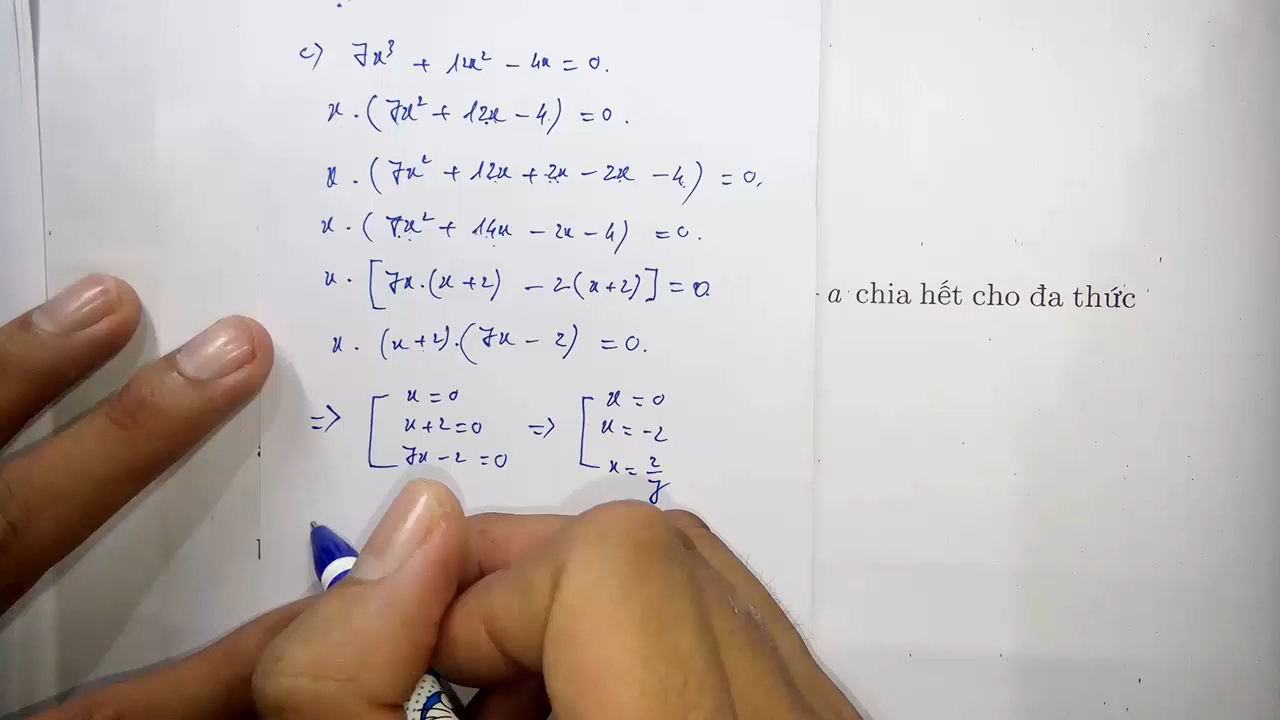 c) 7x³ + 12x² - 4x = 0.
x . (7x² + 12x - 4) = 0.
x . (7x² + 12x + 2x - 2x - 4) = 0.
x . (7x² + 14x - 2x - 4) = 0.
x . [7x.(x+2) - 2(x+2)] = 0
x . (x+2).(7x - 2) = 0.
=> [ x = 0 => [ x = 0
x+2 = 0 x = -2
7x - 2 = 0 x = 2/7
a chia hết cho đa thức